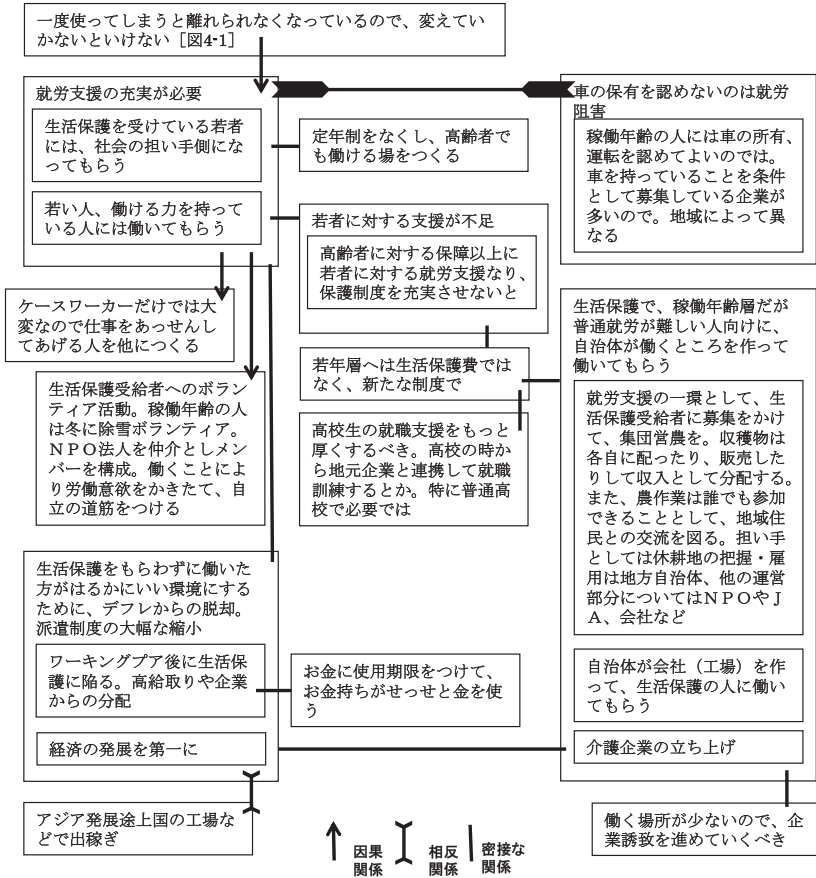 一度使ってしまうと離れられなくなっているので、変えてい
かないといけない［図4-1］
就労支援の充実が必要
生活保護を受けている若者
には、社会の担い手側にな
ってもらう
若い人、働ける力を持って
いる人には働いてもらう
定年制をなくし、高齢者で
も働ける場をつくる
車の保有を認めないのは就労
阻害
稼働年齢の人には車の所有、
運転を認めてよいのでは。
車を持っていることを条件
として募集している企業が
多いので。地域によって異
なる
若者に対する支援が不足
高齢者に対する保障以上に
若者に対する就労支援なり、
保護制度を充実させないと
ケースワーカーだけでは大
変なので仕事をあっせんし
てあげる人を他につくる
若年層へは生活保護費では
なく、新たな制度で
生活保護受給者へのボラン
ティア活動。稼働年齢の人
は冬に除雪ボランティア。
ＮＰＯ法人を仲介としメン
バーを構成。働くことによ
り労働意欲をかきたて、自
立の道筋をつける
高校生の就職支援をもっと
厚くするべき。高校の時か
ら地元企業と連携して就職
訓練するとか。特に普通高
校で必要では
生活保護で、稼働年齢層だが
普通就労が難しい人向けに、
自治体が働くところを作って
働いてもらう
就労支援の一環として、生
活保護受給者に募集をかけ
て、集団営農を。収穫物は
各自に配ったり、販売した
りして収入として分配する。
また、農作業は誰でも参加
できることとして、地域住
民との交流を図る。担い手
としては休耕地の把握・雇
用は地方自治体、他の運営
部分についてはＮＰＯやＪ
Ａ、会社など
自治体が会社（工場）を作
って、生活保護の人に働い
てもらう
介護企業の立ち上げ
生活保護をもらわずに働いた
方がはるかにいい環境にする
ために、デフレからの脱却。
派遣制度の大幅な縮小
ワーキングプア後に生活保
護に陥る。高給取りや企業
からの分配
経済の発展を第一に
お金に使用期限をつけて、
お金持ちがせっせと金を使
う
アジア発展途上国の工場な
どで出稼ぎ
働く場所が少ないので、企
業誘致を進めていくべき
因果
関係
相反
関係
密接な
関係